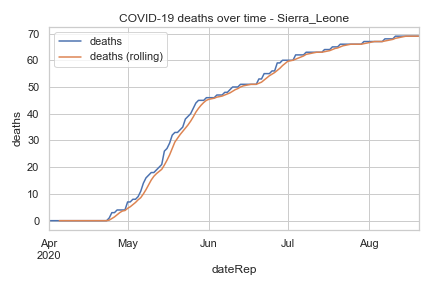 COVID-19 deaths over time - Sierra_Leone
deaths
deaths (rolling)
70
60
50
40
30
20
10
0
deaths
Apr May Jun Jul Aug
2020
dateRep